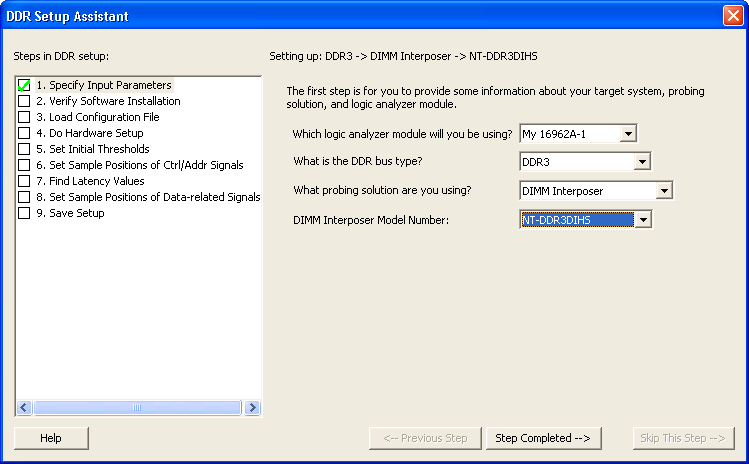 DDR Setup Assistant
Steps in DDR setup:
1. Specify Input Parameters
2. Verify Software Installation
3. Load Configuration File
4. Do Hardware Setup
5. Set Initial Thresholds
6. Set Sample Positions of Ctrl/Addr Signals
7. Find Latency Values
8. Set Sample Positions of Data-related Signals
9. Save Setup
Setting up: DDR3 -> DIMM Interposer -> NT-DDR3DIHS
The first step is for you to provide some information about your target system, probing
solution, and logic analyzer module.
Which logic analyzer module will you be using? My 16962A-1
What is the DDR bus type? DDR3
What probing solution are you using? DIMM Interposer
DIMM Interposer Model Number: NT-DDR3DIHS
Help
<-- Previous Step
Step Completed -->
Skip This Step -->